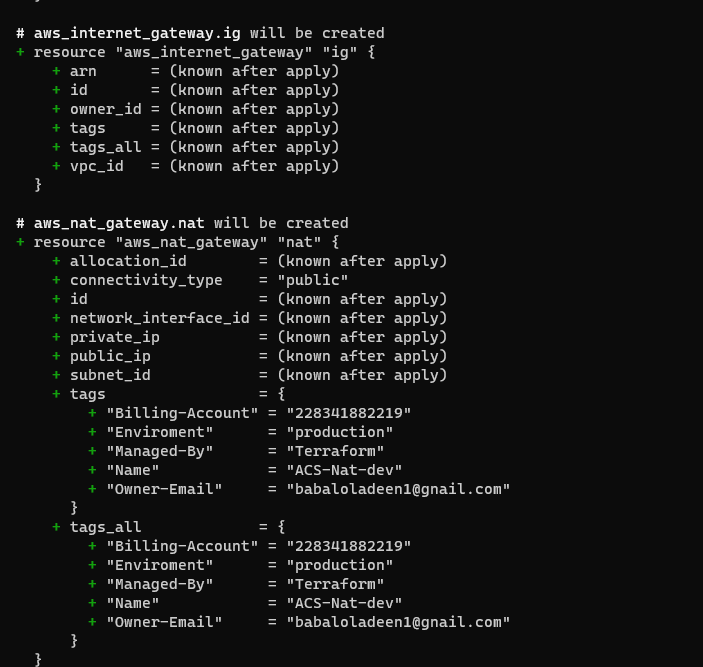 # aws_internet_gateway.ig will be created
+ resource "aws_internet_gateway" "ig" {
+ arn = (known after apply)
+ id = (known after apply)
+ owner_id = (known after apply)
+ tags = (known after apply)
+ tags_all = (known after apply)
+ vpc_id = (known after apply)
}
# aws_nat_gateway.nat will be created
+ resource "aws_nat_gateway" "nat" {
+ allocation_id = (known after apply)
+ connectivity_type = "public"
+ id = (known after apply)
+ network_interface_id = (known after apply)
+ private_ip = (known after apply)
+ public_ip = (known after apply)
+ subnet_id = (known after apply)
+ tags = {
+ "Billing-Account" = "228341882219"
+ "Enviroment" = "production"
+ "Managed-By" = "Terraform"
+ "Name" = "ACS-Nat-dev"
+ "Owner-Email" = "babaloladeen1@gnail.com"
}
+ tags_all = {
+ "Billing-Account" = "228341882219"
+ "Enviroment" = "production"
+ "Managed-By" = "Terraform"
+ "Name" = "ACS-Nat-dev"
+ "Owner-Email" = "babaloladeen1@gnail.com"
}
}